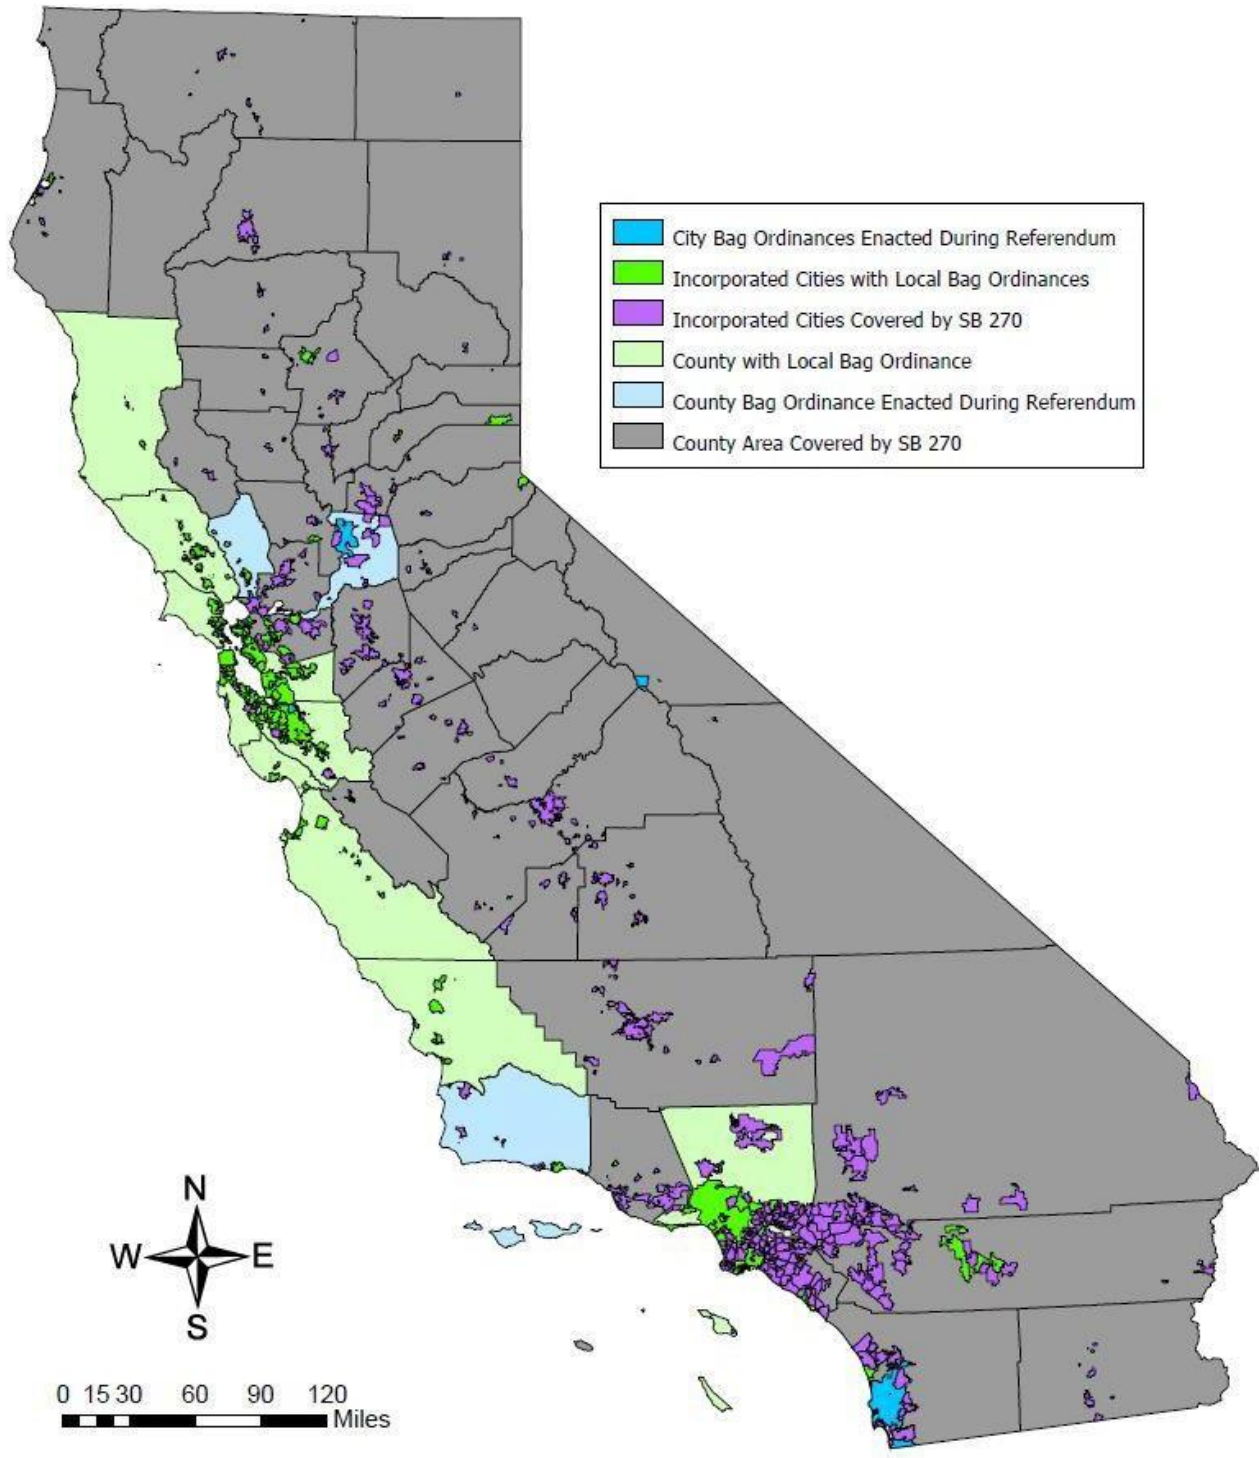 City Bag Ordinances Enacted During Referendum
Incorporated Cities with Local Bag Ordinances
Incorporated Cities Covered by SB 270
County with Local Bag Ordinance
County Bag Ordinance Enacted During Referendum
County Area Covered by SB 270
N
W E
S
0 15 30 60 90 120
Miles